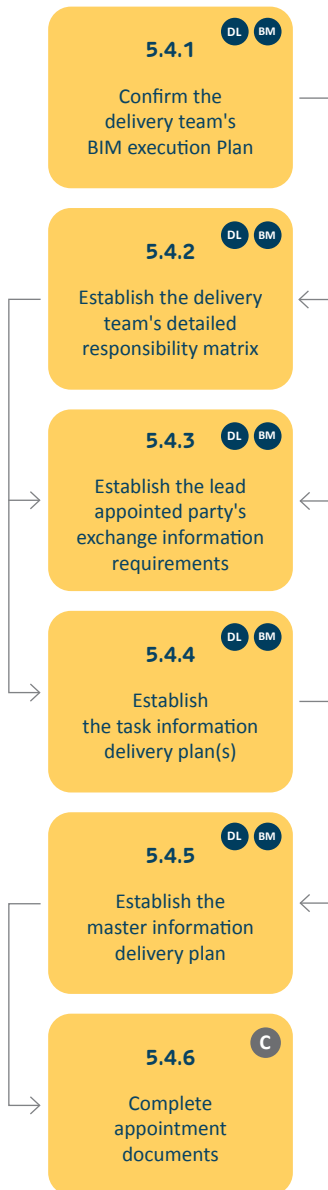 5.4.1
DL BM
Confirm the
delivery team's
BIM execution Plan
5.4.2
DL BM
Establish the delivery
team's detailed
responsibility matrix
5.4.3
DL BM
Establish the lead
appointed party's
exchange information
requirements
5.4.4
DL BM
Establish
the task information
delivery plan(s)
5.4.5
DL BM
Establish the
master information
delivery plan
5.4.6
C
Complete
appointment
documents